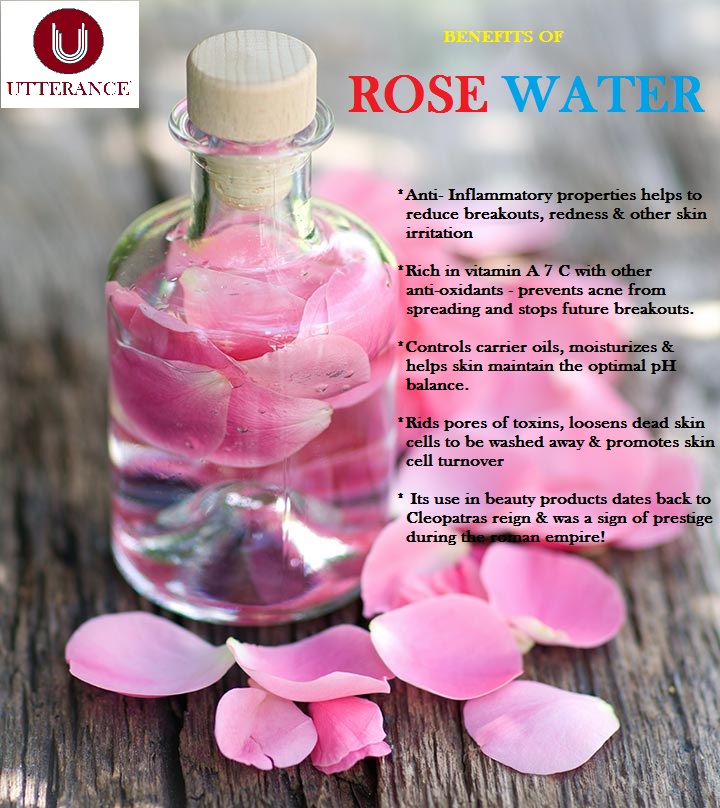 UTTERANCE
BENEFITS OF
ROSE WATER
*Anti- Inflammatory properties helps to
reduce breakouts, redness & other skin
irritation
*Rich in vitamin A 7 C with other
anti-oxidants - prevents acne from
spreading and stops future breakouts.
*Controls carrier oils, moisturizes &
helps skin maintain the optimal pH
balance.
*Rids pores of toxins, loosens dead skin
cells to be washed away & promotes skin
cell turnover
* Its use in beauty products dates back to
Cleopatras reign & was a sign of prestige
during the roman empire!